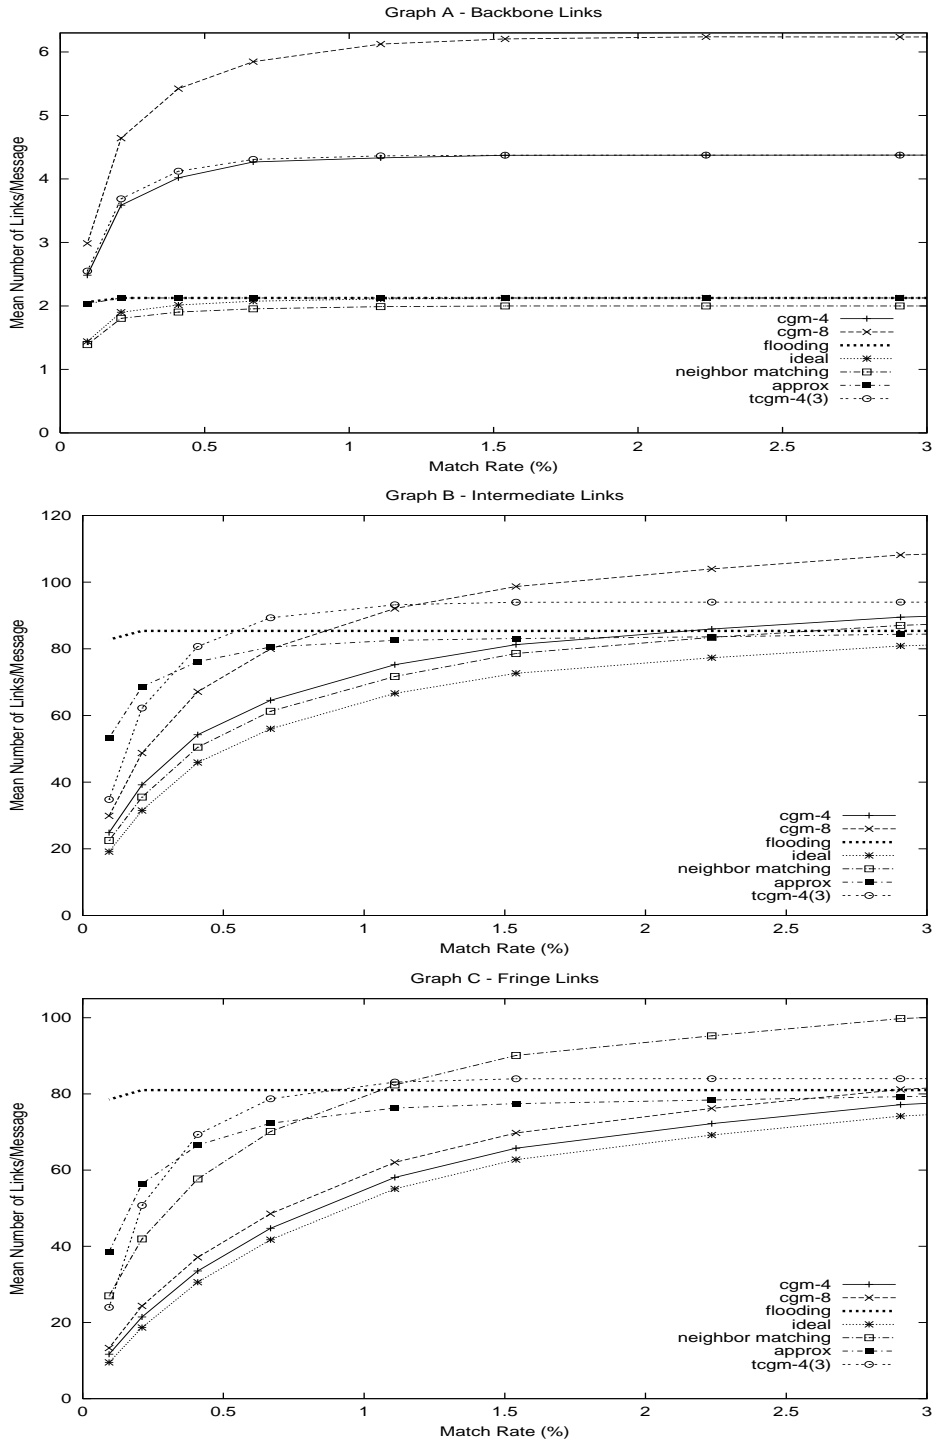 Graph A - Backbone Links
6
5
4
3
2
1
0
Mean Number of Links/Message
cgm-4
cgm-8
flooding
ideal
neighbor matching
approx
tcgm-4(3)
0 0.5 1 1.5 2 2.5 3
Match Rate (%)
Graph B - Intermediate Links
120
100
80
60
40
20
0
Mean Number of Links/Message
cgm-4
cgm-8
flooding
ideal
neighbor matching
approx
tcgm-4(3)
0 0.5 1 1.5 2 2.5 3
Match Rate (%)
Graph C - Fringe Links
100
80
60
40
20
0
Mean Number of Links/Message
cgm-4
cgm-8
flooding
ideal
neighbor matching
approx
tcgm-4(3)
0 0.5 1 1.5 2 2.5 3
Match Rate (%)